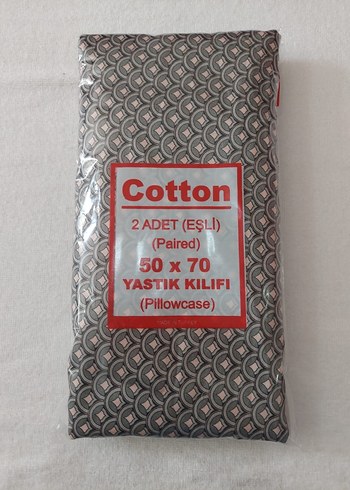 Cotton
2 ADET (EŞLİ)
(Paired)
50 x 70
YASTIK KILIFI
(Pillowcase)